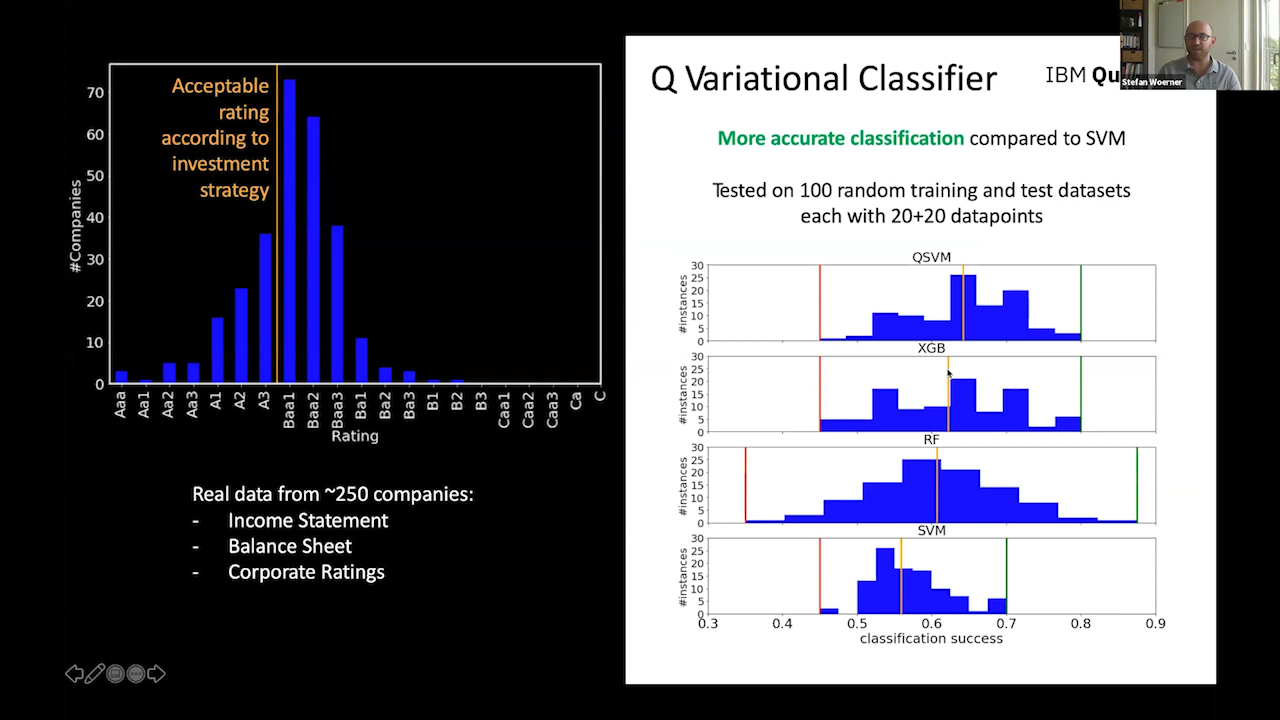 Acceptable
rating
according to
investment
strategy
#Companies
70
60
50
40
30
20
10
0
Aaa
Aa1
Aa2
Aa3
A1
A2
A3
Baa1
Baa2
Baa3
Ba1
Ba2
Ba3
B1
B2
B3
Caa1
Caa2
Caa3
Ca
C
Rating
Real data from ~250 companies:
- Income Statement
- Balance Sheet
- Corporate Ratings
Q Variational Classifier
IBM Qu
Stefan Woerner
More accurate classification compared to SVM
Tested on 100 random training and test datasets
each with 20+20 datapoints
QSVM
#instances
30
25
20
15
10
5
0
XGB
#instances
30
25
20
15
10
5
0
RF
#instances
30
25
20
15
10
5
0
SVM
#instances
30
25
20
15
10
5
0
0.3 0.4 0.5 0.6 0.7 0.8 0.9
classification success